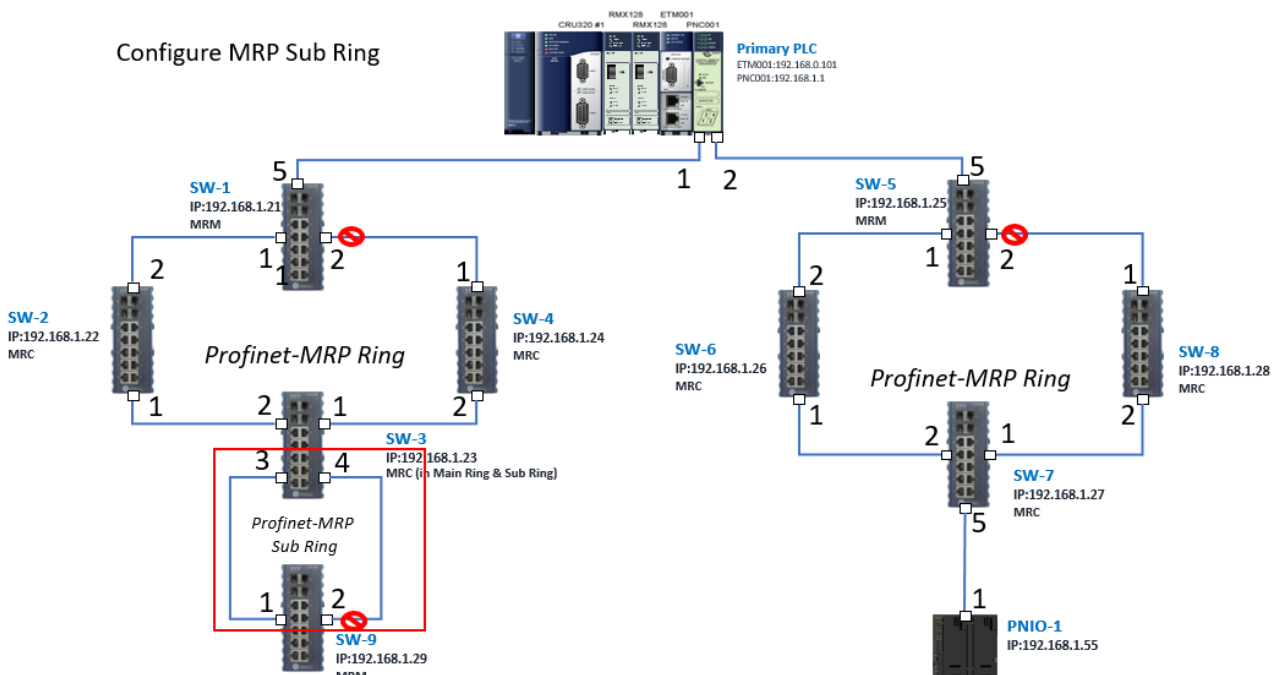 RMX128 ETM001
CRU320 #1 RMX128 PNC001
Configure MRP Sub Ring
Primary PLC
ETM001:192.168.0.101
PNC001:192.168.1.1
1 2
5
SW-1
IP:192.168.1.21
MRM
1 2
1
5
SW-5
IP:192.168.1.25
MRM
1 2
2 1
SW-2
IP:192.168.1.22
MRC
1
SW-4
IP:192.168.1.24
MRC
2
Profinet-MRP Ring
2 1
SW-6
IP:192.168.1.26
MRC
1
SW-8
IP:192.168.1.28
MRC
2
Profinet-MRP Ring
2 1
SW-3
IP:192.168.1.23
MRC (in Main Ring & Sub Ring)
3 4
Profinet-MRP
Sub Ring
1 2
SW-9
IP:192.168.1.29
MRM
2 1
SW-7
IP:192.168.1.27
MRC
5
1
PNIO-1
IP:192.168.1.55